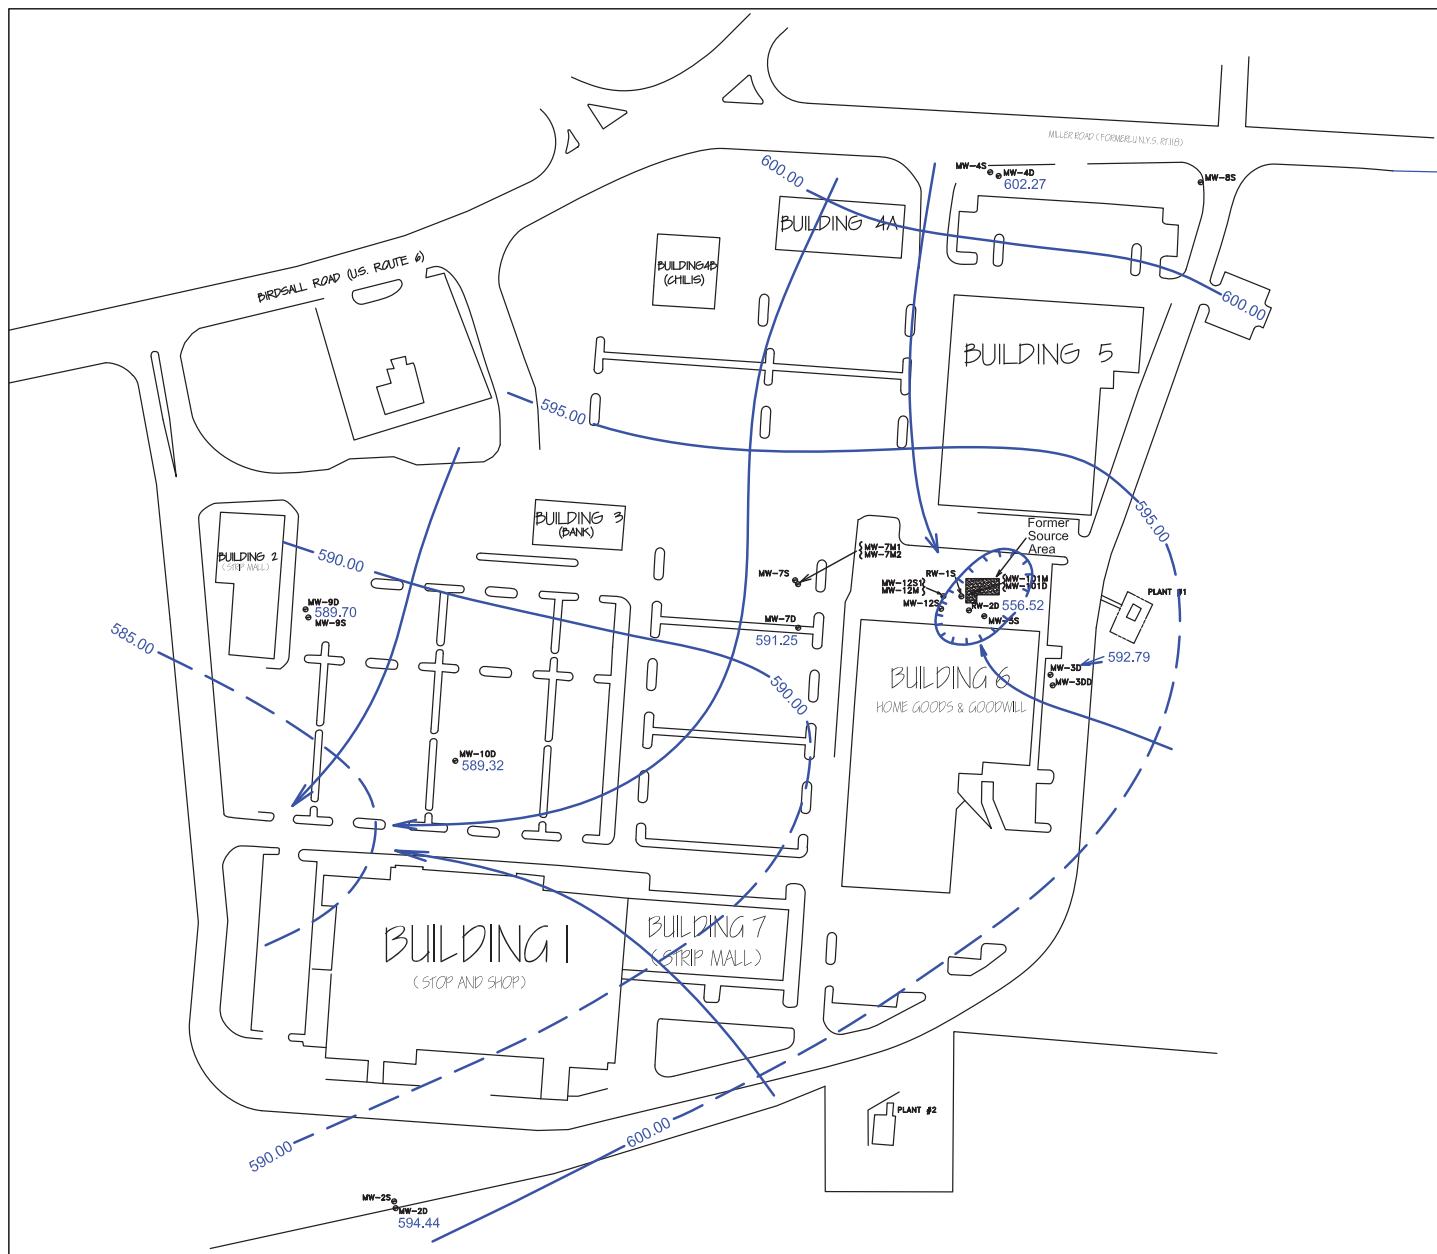 MILLER ROAD (FORMERLU N.Y.S. RT.118)
600.00
MW-4S
MW-4D
602.27
MW-8S
BUILDING 4A
BUILDING4B
(CHILIS)
BIRDSALL ROAD (U.S. ROUTE 6)
600.00
BUILDING 5
595.00
595.00
BUILDING 3
(BANK)
Former
Source
Area
BUILDING 2
(STRIP MALL)
590.00
MW-7M1
MW-7M2
MW-7S
RW-1S
MW-101M
MW-101D
MW-12S1
MW-12M
MW-12S
RW-2D
556.52
MW-5S
PLANT #1
MW-9D
589.70
MW-9S
MW-7D
591.25
585.00
592.79
MW-3D
MW-3DD
BUILDING 6
HOME GOODS & GOODWILL
590.00
MW-10D
589.32
BUILDING 1
(STOP AND SHOP)
BUILDING 7
(STRIP MALL)
PLANT #2
600.00
590.00
MW-2S
MW-2D
594.44